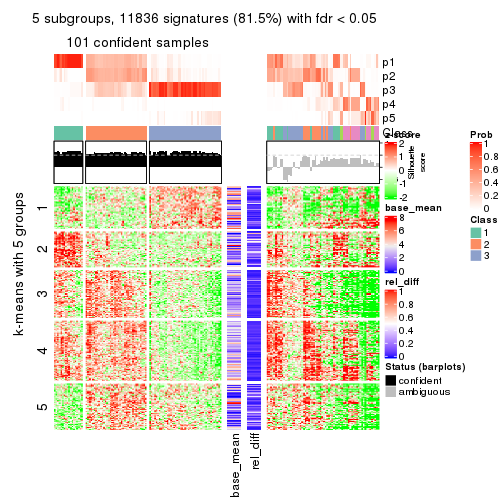 5 subgroups, 11836 signatures (81.5%) with fdr < 0.05
101 confident samples
p1
p2
p3
p4
p5
Class
Silhouette
score
k-means with 5 groups
1
2
3
4
5
base_mean
rel_diff
z-score
2
1
0
-1
-2
base_mean
8
6
4
2
0
rel_diff
1
0.8
0.6
0.4
0.2
0
Status (barplots)
confident
ambiguous
Prob
1
0.8
0.6
0.4
0.2
0
Class
1
2
3